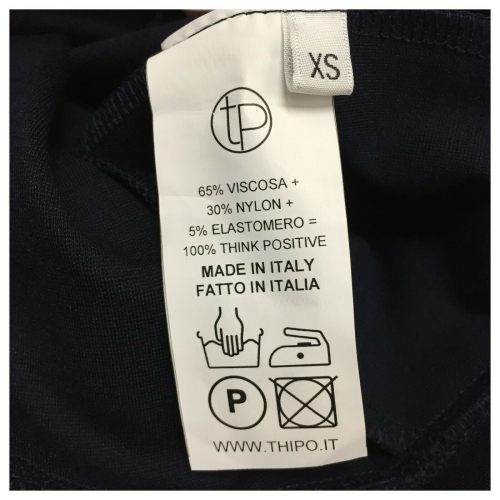 XS
tp
65% VISCOSA +
30% NYLON +
5% ELASTOMERO =
100% THINK POSITIVE
MADE IN ITALY
FATTO IN ITALIA
P
WWW.THIPO.IT